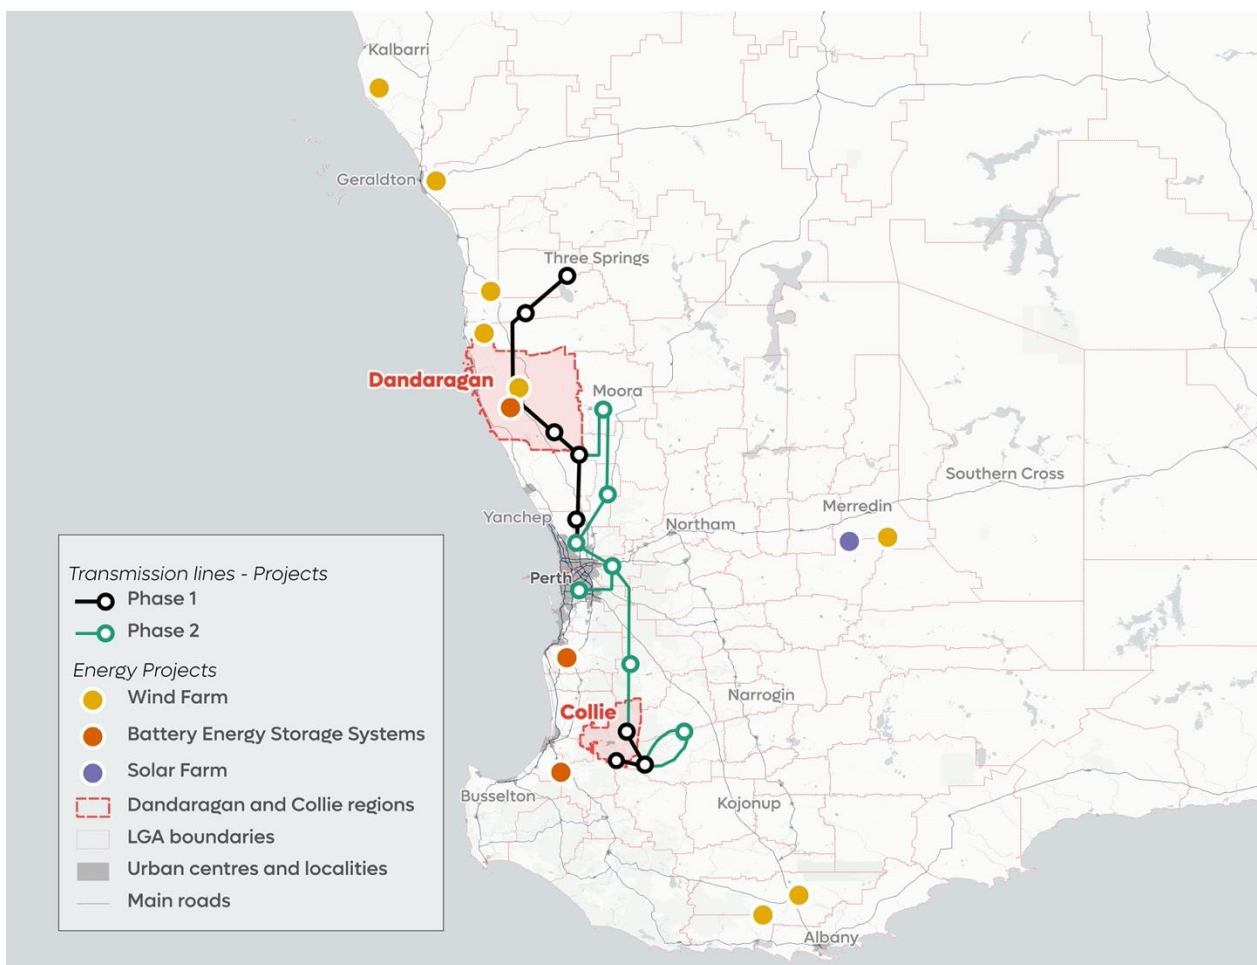 Kalbarri
Geraldton
Three Springs
Dandaragan
Moora
Southern Cross
Merredin
Yanchep
Northam
Perth
Narrogin
Collie
Busselton
Kojonup
Albany
Transmission lines - Projects
Phase 1
Phase 2
Energy Projects
Wind Farm
Battery Energy Storage Systems
Solar Farm
Dandaragan and Collie regions
LGA boundaries
Urban centres and localities
Main roads